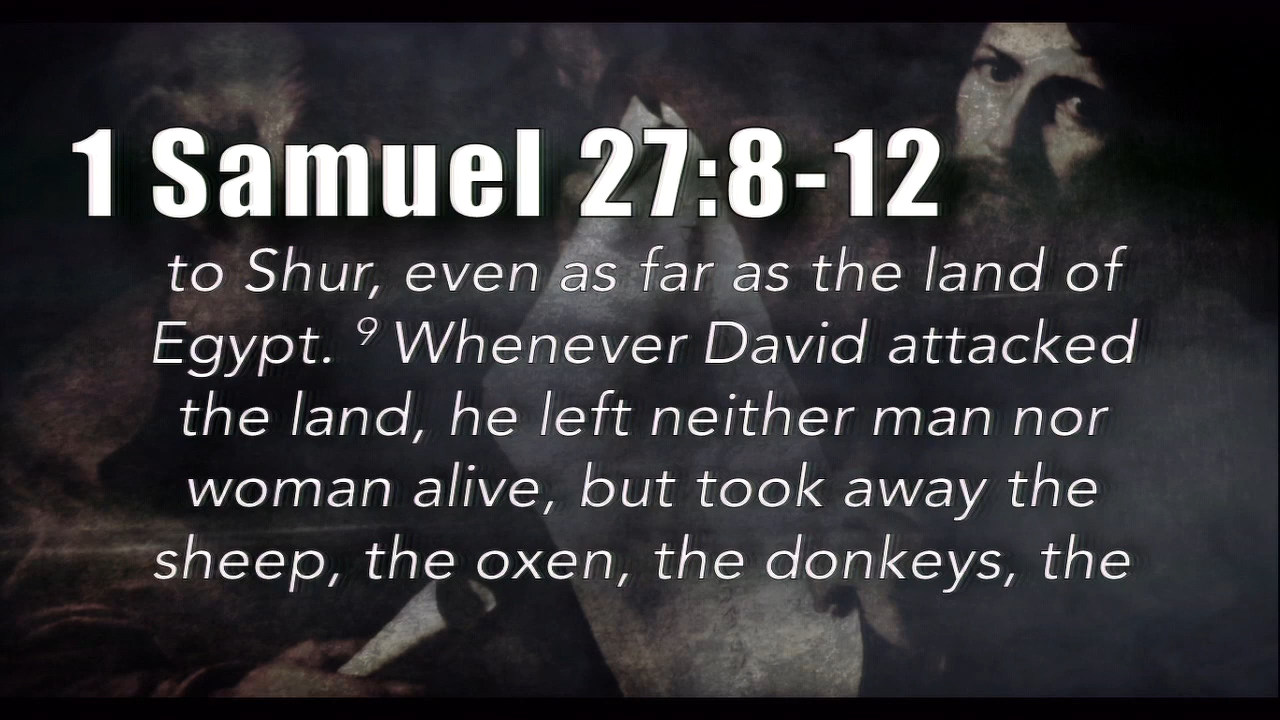 1 Samuel 27:8-12
to Shur, even as far as the land of
Egypt. ⁹ Whenever David attacked
the land, he left neither man nor
woman alive, but took away the
sheep, the oxen, the donkeys, the